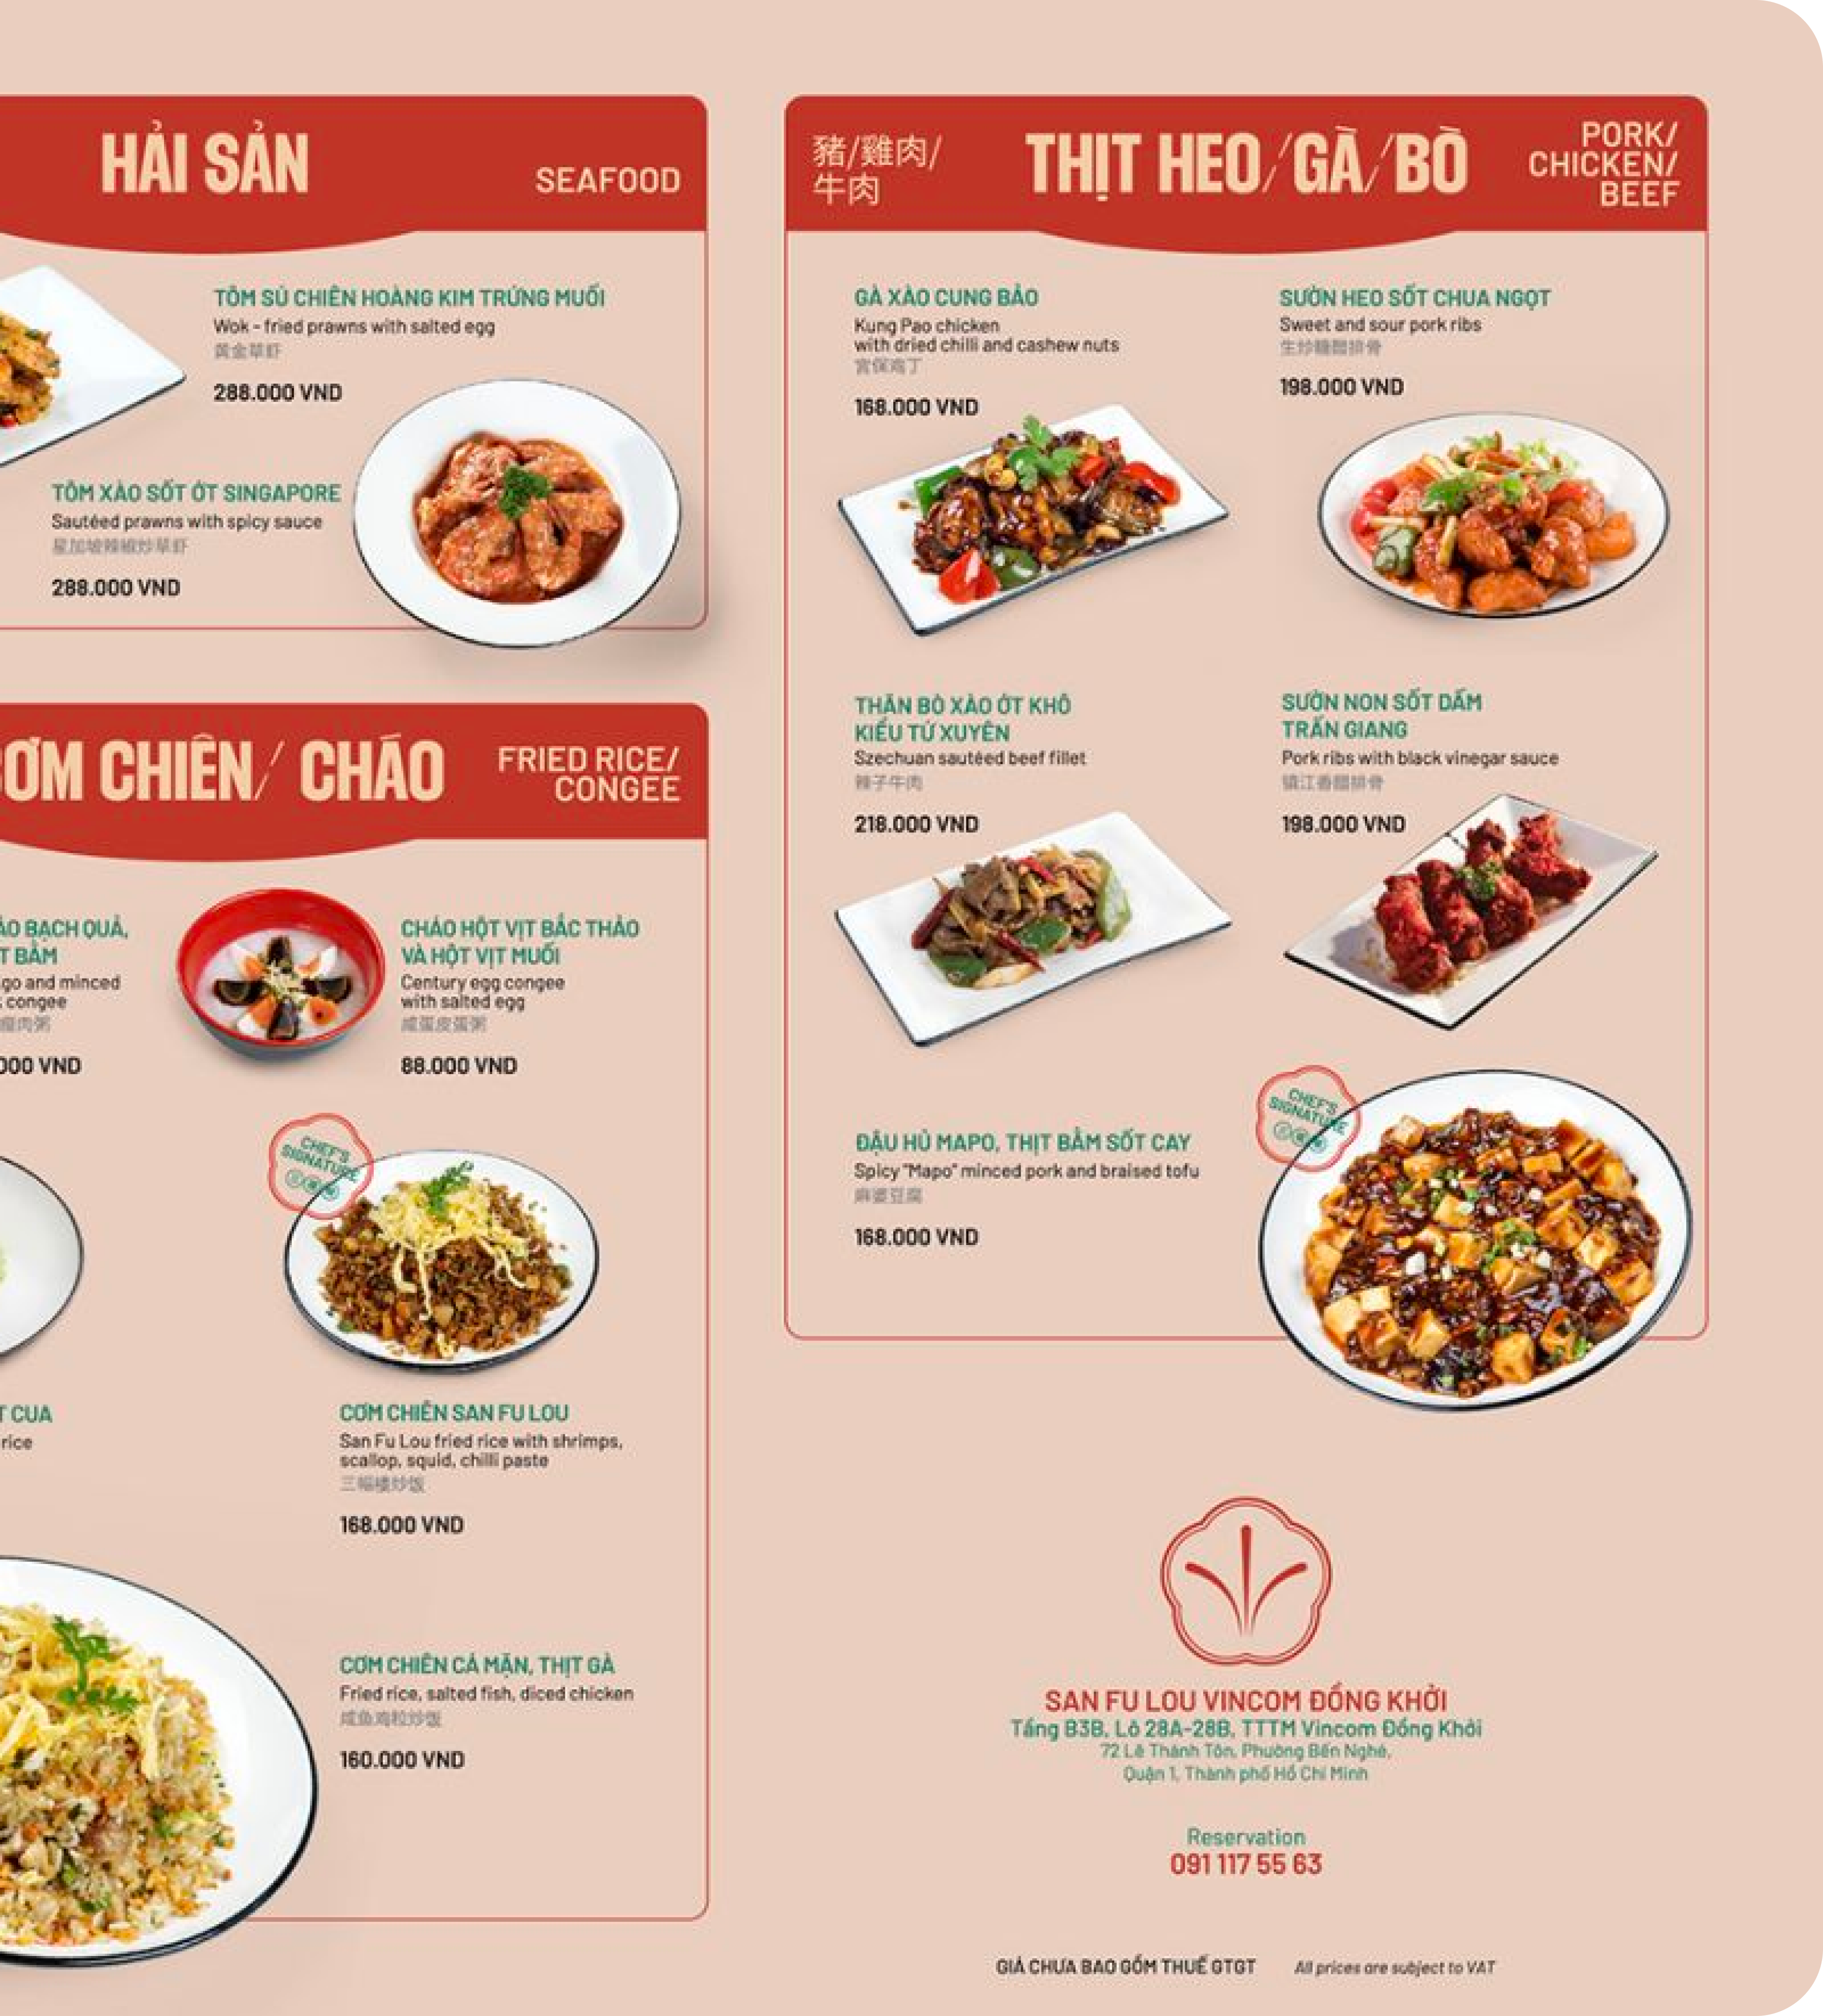 HẢI SẢN
SEAFOOD
TÔM SÚ CHIÊN HOÀNG KIM TRỨNG MUỐI
Wok - fried prawns with salted egg
黄金草虾
288.000 VND
TÔM XÀO SỐT ỚT SINGAPORE
Sautéed prawns with spicy sauce
星加坡辣椒炒草虾
288.000 VND
CƠM CHIÊN/ CHÁO
FRIED RICE/
CONGEE
BẠCH QUẢ,
BẰM
and minced
congee
肉粥
VND
CHÁO HỘT VỊT BẮC THẢO
VÀ HỘT VỊT MUỐI
Century egg congee
with salted egg
咸蛋皮蛋粥
88.000 VND
CHEF'S
SIGNATURE
CUA
rice
CƠM CHIÊN SAN FU LOU
San Fu Lou fried rice with shrimps,
scallop, squid, chilli paste
三幅楼炒饭
168.000 VND
CƠM CHIÊN CÁ MẶN, THỊT GÀ
Fried rice, salted fish, diced chicken
咸鱼鸡粒炒饭
160.000 VND
豬/雞肉/
牛肉
THỊT HEO/GÀ/BÒ
PORK/
CHICKEN/
BEEF
GÀ XÀO CUNG BẢO
Kung Pao chicken
with dried chilli and cashew nuts
宫保鸡丁
168.000 VND
SƯỜN HEO SỐT CHUA NGỌT
Sweet and sour pork ribs
生炒糖醋排骨
198.000 VND
THĂN BÒ XÀO ỚT KHÔ
KIỂU TỨ XUYÊN
Szechuan sautéed beef fillet
辣子牛肉
218.000 VND
SƯỜN NON SỐT DẤM
TRẤN GIANG
Pork ribs with black vinegar sauce
镇江香醋排骨
198.000 VND
CHEF'S
SIGNATURE
ĐẬU HỦ MAPO, THỊT BẰM SỐT CAY
Spicy "Mapo" minced pork and braised tofu
麻婆豆腐
168.000 VND
SAN FU LOU VINCOM ĐỒNG KHỞI
Tầng B3B, Lô 28A-28B, TTTM Vincom Đồng Khởi
72 Lê Thánh Tôn, Phường Bến Nghé,
Quận 1, Thành phố Hồ Chí Minh
Reservation
091 117 55 63
GIÁ CHƯA BAO GỒM THUẾ GTGT
All prices are subject to VAT